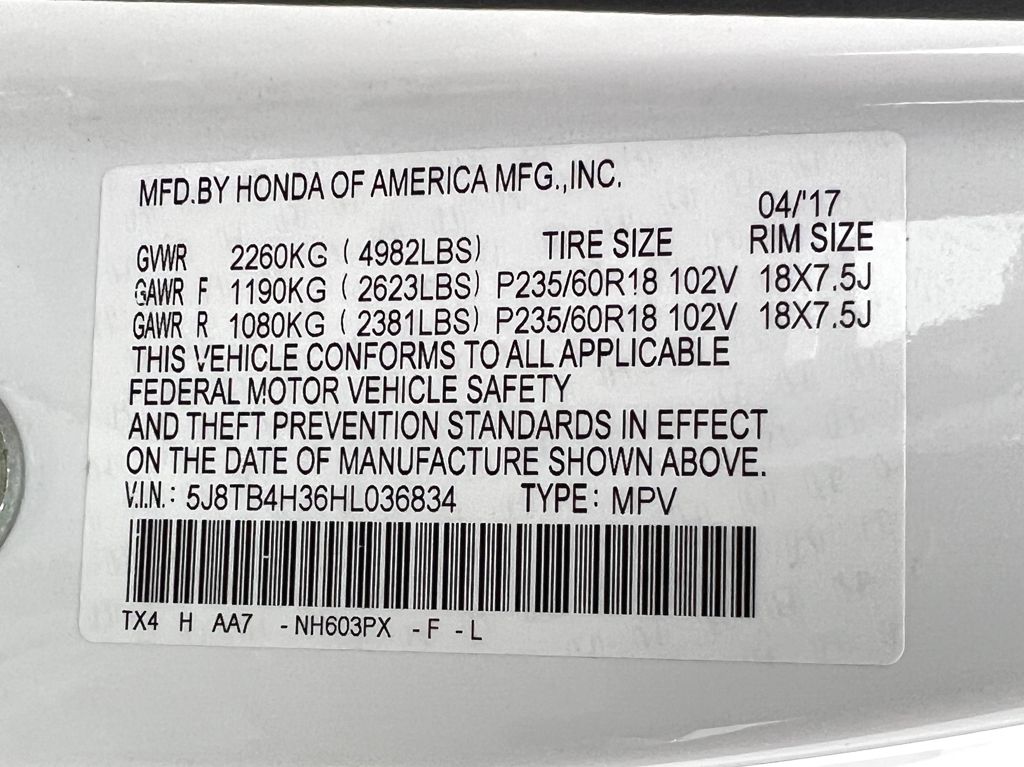 MFD.BY HONDA OF AMERICA MFG.,INC.
04/'17
GVWR 2260KG ( 4982LBS) TIRE SIZE RIM SIZE
GAWR F 1190KG ( 2623LBS) P235/60R18 102V 18X7.5J
GAWR R 1080KG ( 2381LBS) P235/60R18 102V 18X7.5J
THIS VEHICLE CONFORMS TO ALL APPLICABLE
FEDERAL MOTOR VEHICLE SAFETY
AND THEFT PREVENTION STANDARDS IN EFFECT
ON THE DATE OF MANUFACTURE SHOWN ABOVE.
V.I.N.: 5J8TB4H36HL036834 TYPE: MPV
TX4 H AA7 -NH603PX -F -L